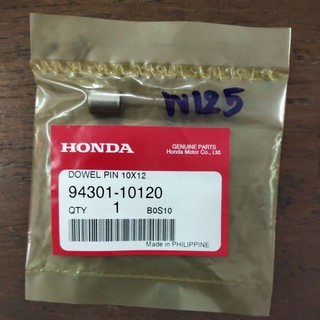 W125
HONDA
GENUINE PARTS
Honda Motor Co., Ltd.
DOWEL PIN 10X12
94301-10120
QTY 1 B0S10
Made in PHILIPPINE